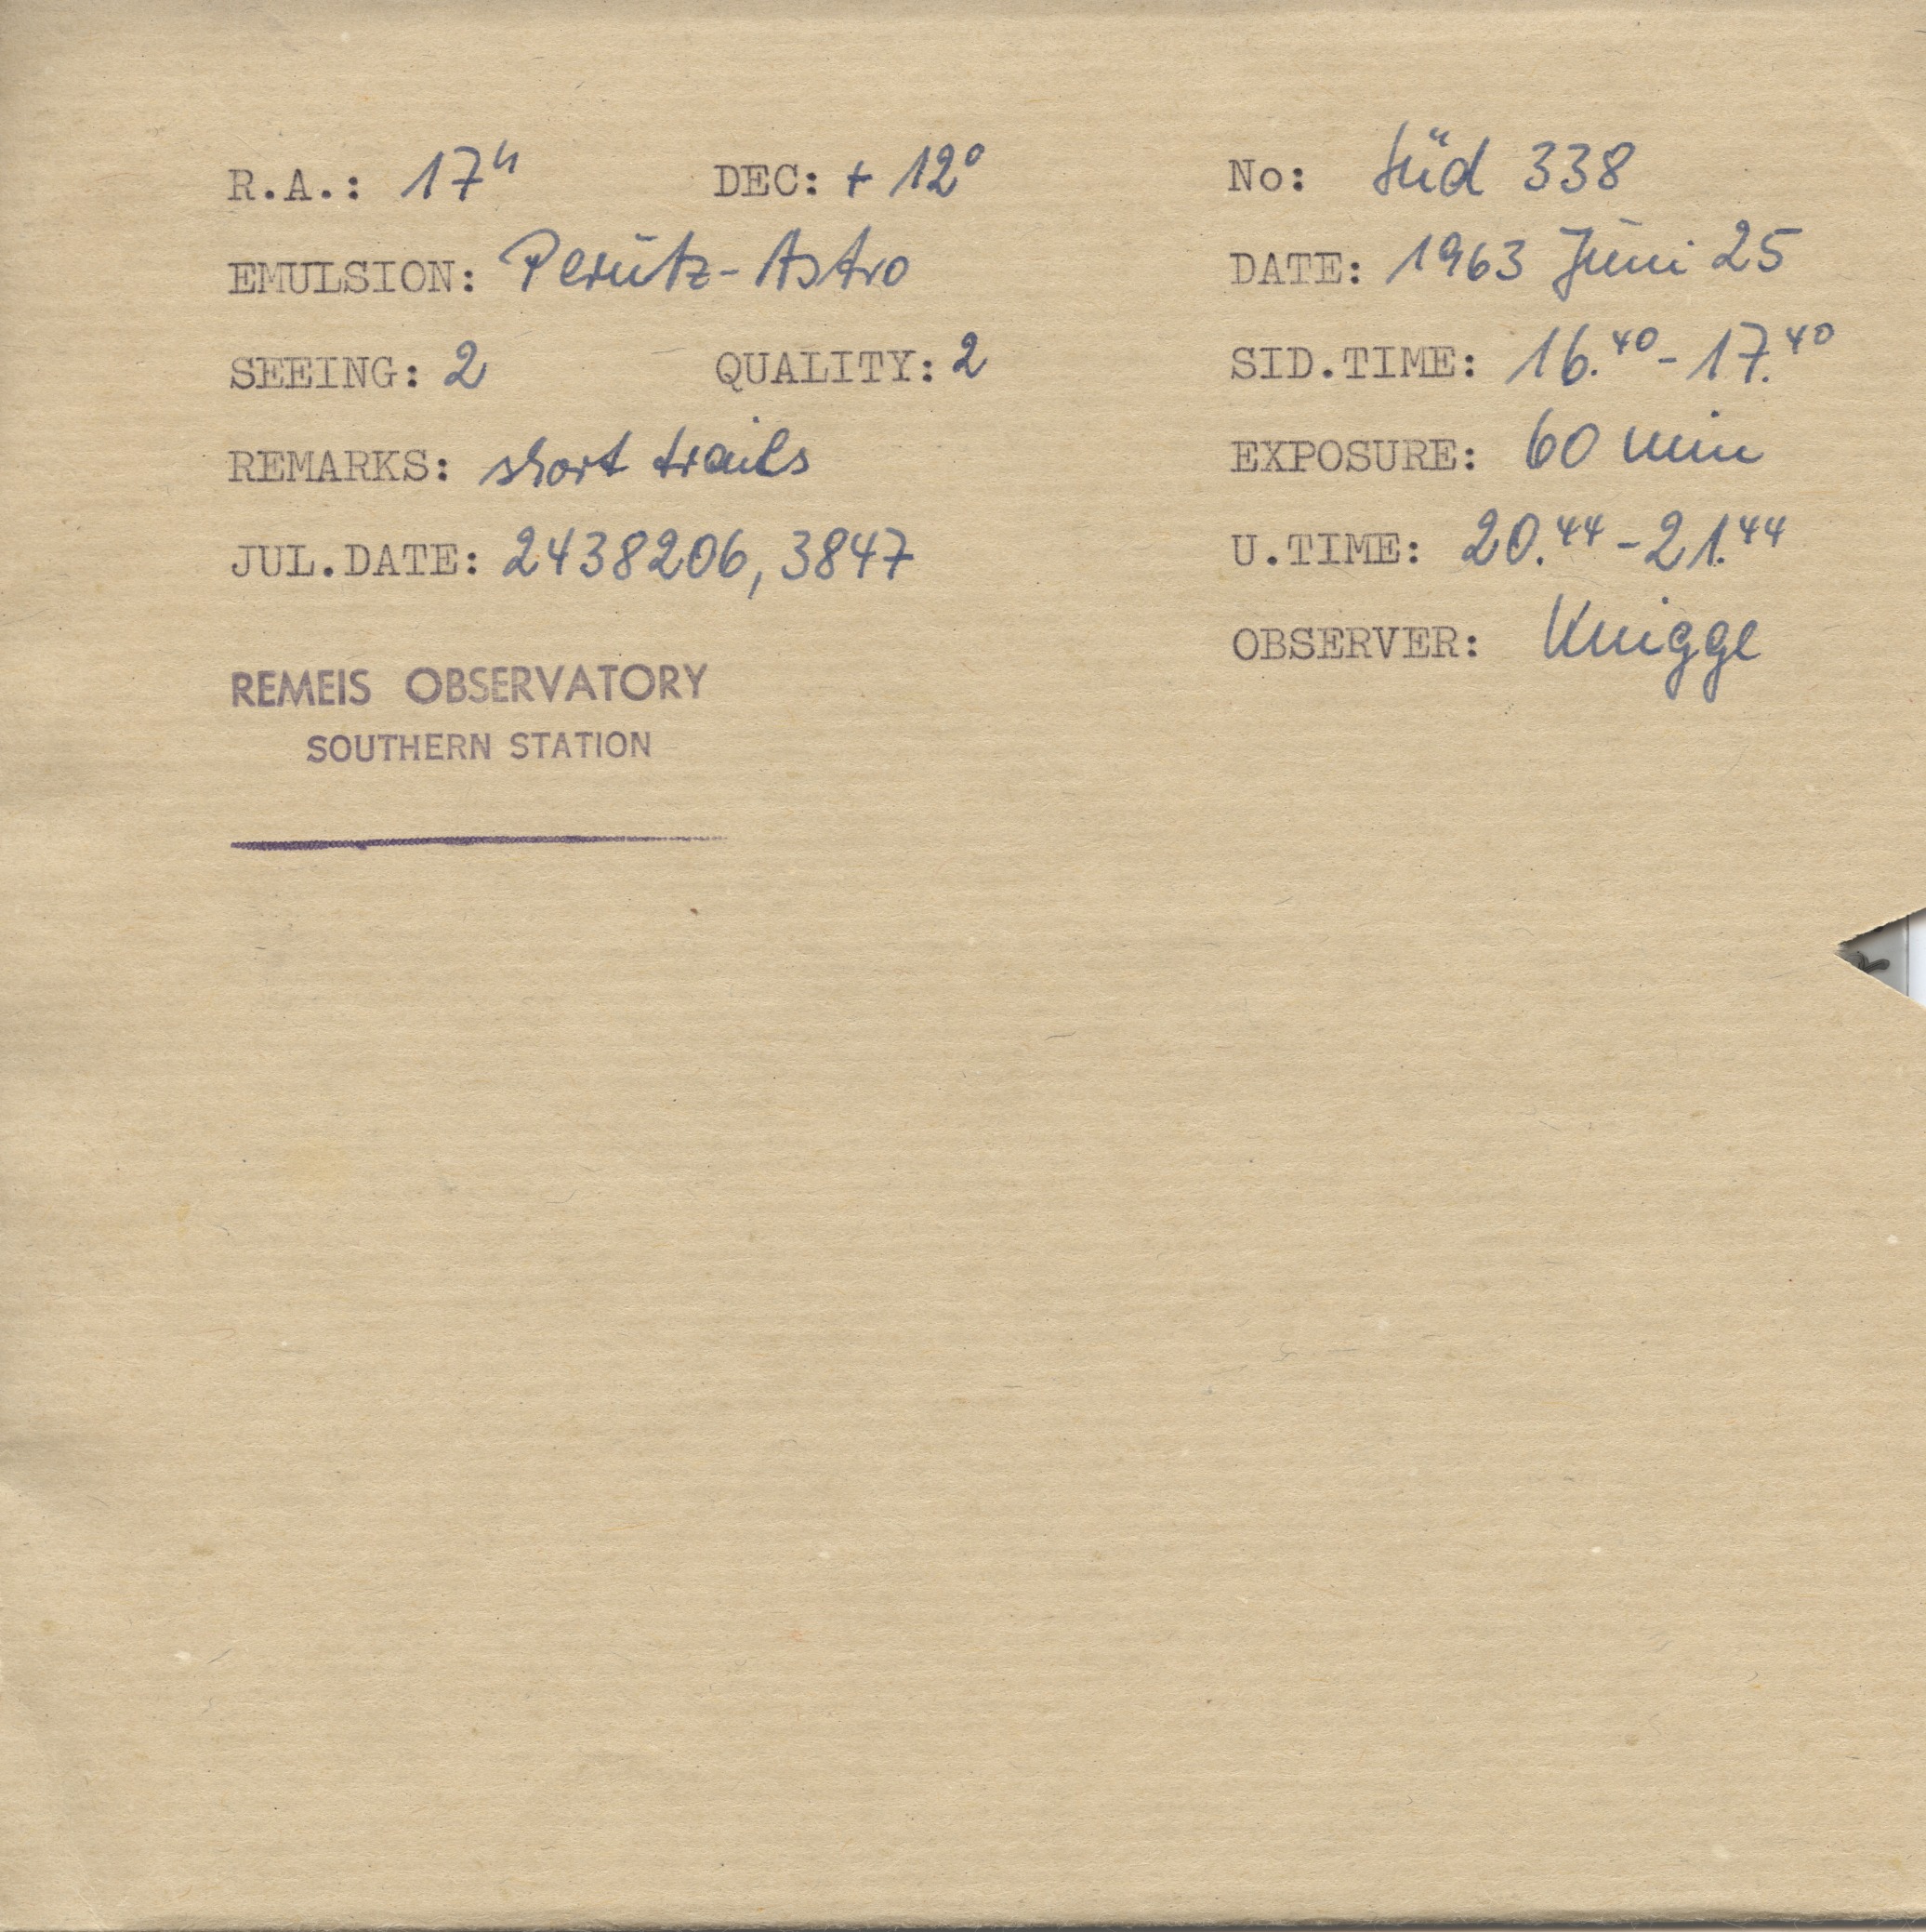 R.A.: 17ʰ DEC: + 12° No: Süd 338
EMULSION: Perutz-Astro DATE: 1963 Juni 25
SEEING: 2 QUALITY: 2 SID.TIME: 16.⁴⁰-17.⁴⁰
REMARKS: short trails EXPOSURE: 60 min
JUL.DATE: 2438206,3847 U.TIME: 20.⁴⁴-21.⁴⁴
OBSERVER: Knigge
REMEIS OBSERVATORY
SOUTHERN STATION